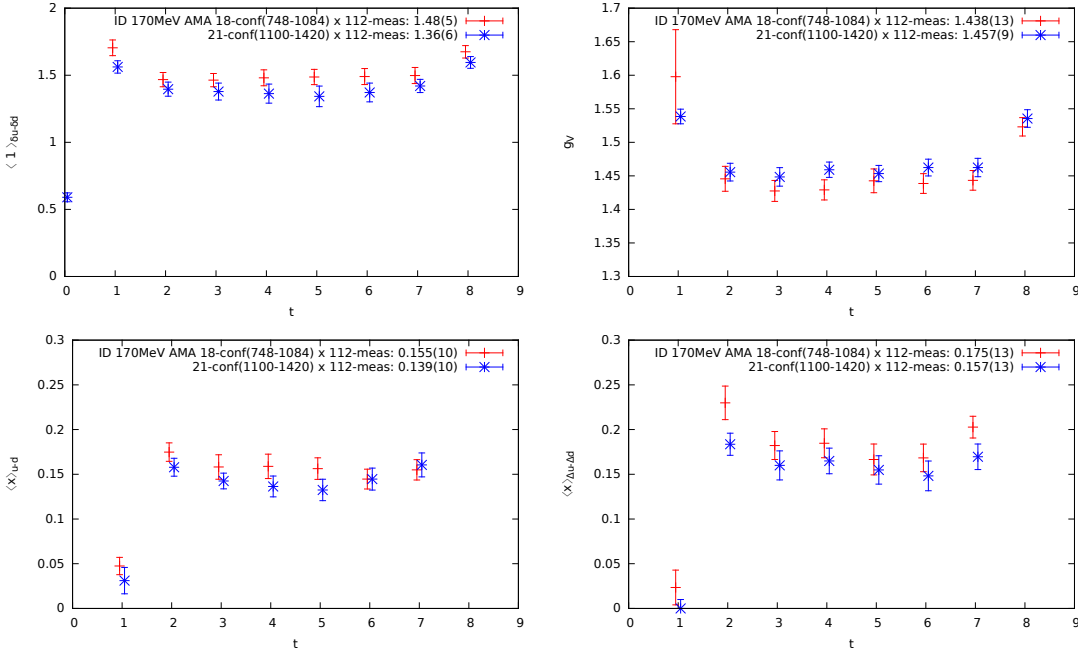 ID 170MeV AMA 18-conf(748-1084) x 112-meas: 1.48(5)
21-conf(1100-1420) x 112-meas: 1.36(6)
2
1.5
1
0.5
0
⟨ 1 ⟩δu-δd
0 1 2 3 4 5 6 7 8 9
t
ID 170MeV AMA 18-conf(748-1084) x 112-meas: 1.438(13)
21-conf(1100-1420) x 112-meas: 1.457(9)
1.7
1.65
1.6
1.55
1.5
1.45
1.4
1.35
1.3
gV
0 1 2 3 4 5 6 7 8 9
t
ID 170MeV AMA 18-conf(748-1084) x 112-meas: 0.155(10)
21-conf(1100-1420) x 112-meas: 0.139(10)
0.3
0.25
0.2
0.15
0.1
0.05
0
⟨x⟩u-d
0 1 2 3 4 5 6 7 8 9
t
ID 170MeV AMA 18-conf(748-1084) x 112-meas: 0.175(13)
21-conf(1100-1420) x 112-meas: 0.157(13)
0.3
0.25
0.2
0.15
0.1
0.05
0
⟨x⟩Δu-Δd
0 1 2 3 4 5 6 7 8 9
t